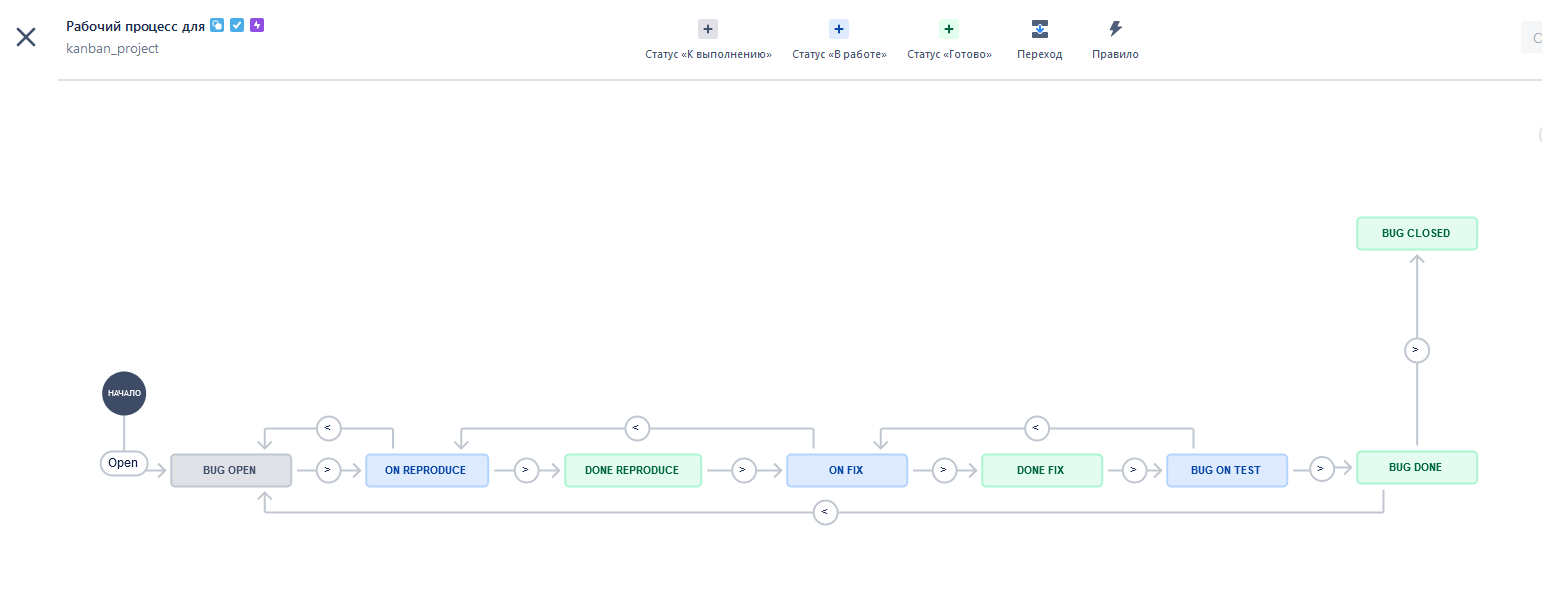 Рабочий процесс для
kanban_project
Статус «К выполнению»
Статус «В работе»
Статус «Готово»
Переход
Правило
BUG CLOSED
>
НАЧАЛО
<
<
<
Open
BUG OPEN
>
ON REPRODUCE
>
DONE REPRODUCE
>
ON FIX
>
DONE FIX
>
BUG ON TEST
>
BUG DONE
<